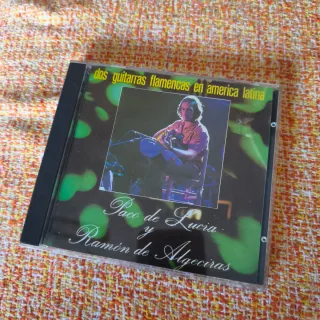 dos guitarras flamencas en america latina
Paco de Lucía
y
Ramón de Algeciras